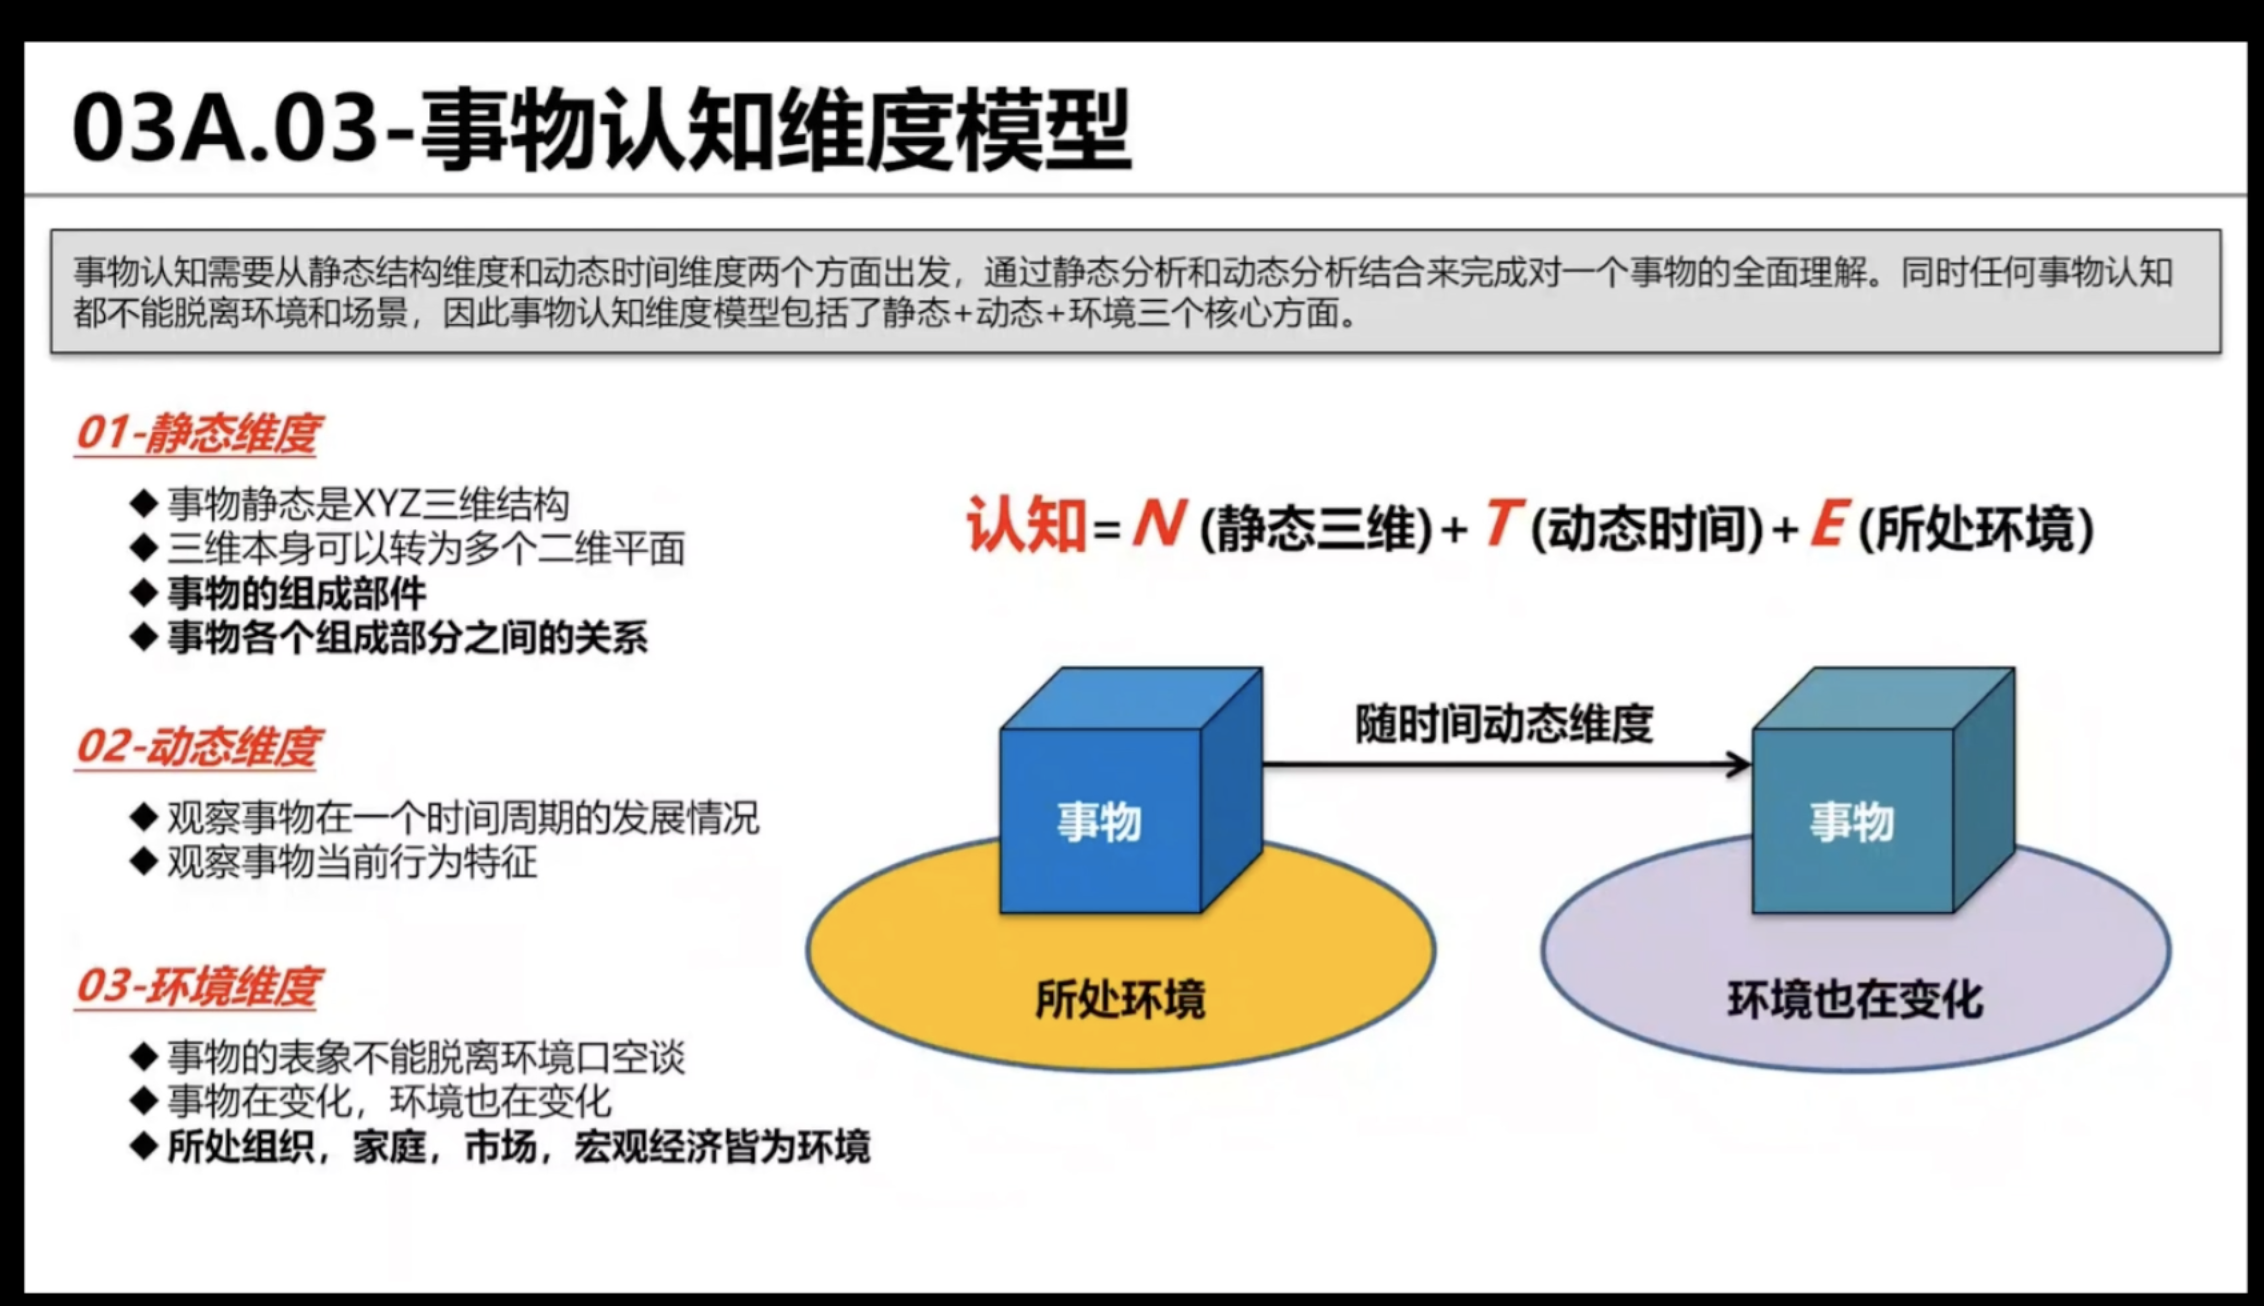 03A.03-事物认知维度模型
事物认知需要从静态结构维度和动态时间维度两个方面出发，通过静态分析和动态分析结合来完成对一个事物的全面理解。同时任何事物认知
都不能脱离环境和场景，因此事物认知维度模型包括了静态+动态+环境三个核心方面。
01-静态维度
◆事物静态是XYZ三维结构
◆三维本身可以转为多个二维平面
◆事物的组成部件
◆事物各个组成部分之间的关系
02-动态维度
◆观察事物在一个时间周期的发展情况
◆观察事物当前行为特征
03-环境维度
◆事物的表象不能脱离环境口空谈
◆事物在变化，环境也在变化
◆所处组织，家庭，市场，宏观经济皆为环境
认知=N (静态三维)+T (动态时间)+E (所处环境)
随时间动态维度
事物
事物
所处环境
环境也在变化